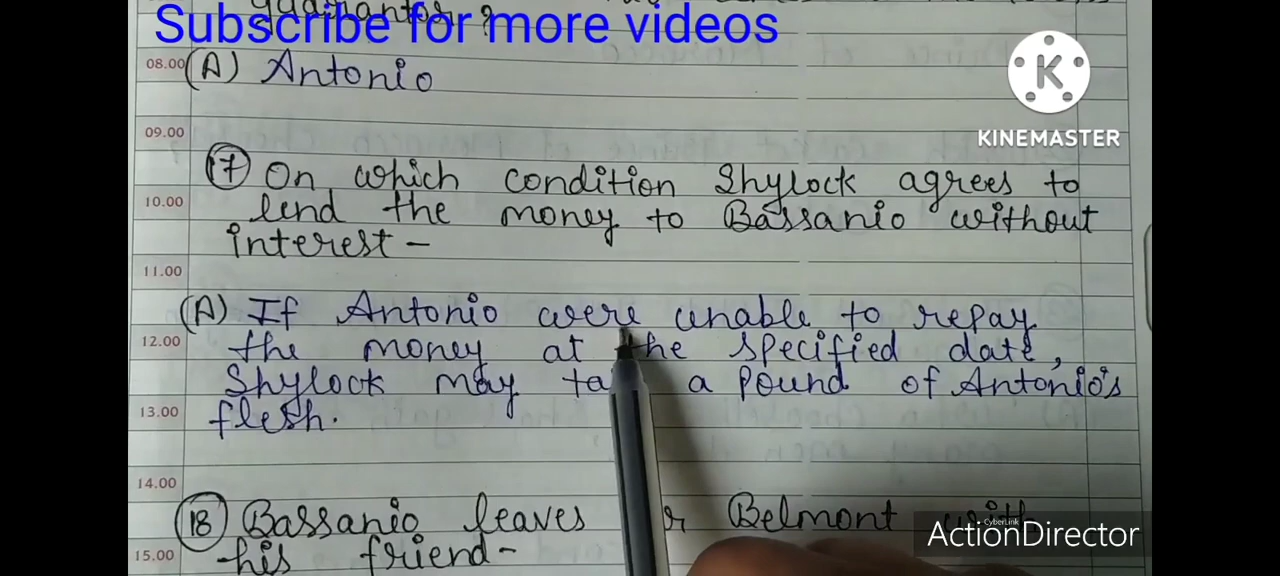 Subscribe for more videos
08.00 (A) Antonio
KINEMASTER
09.00
17 On which condition Shylock agrees to
10.00 lend the money to Bassanio without
interest -
11.00
(A) If Antonio were unable to repay
12.00 the money at the specified date,
Shylock may ta a pound of Antonio's
13.00 flesh.
14.00
18 Bassanio leaves Belmont with
15.00 his friend-
CyberLink
ActionDirector